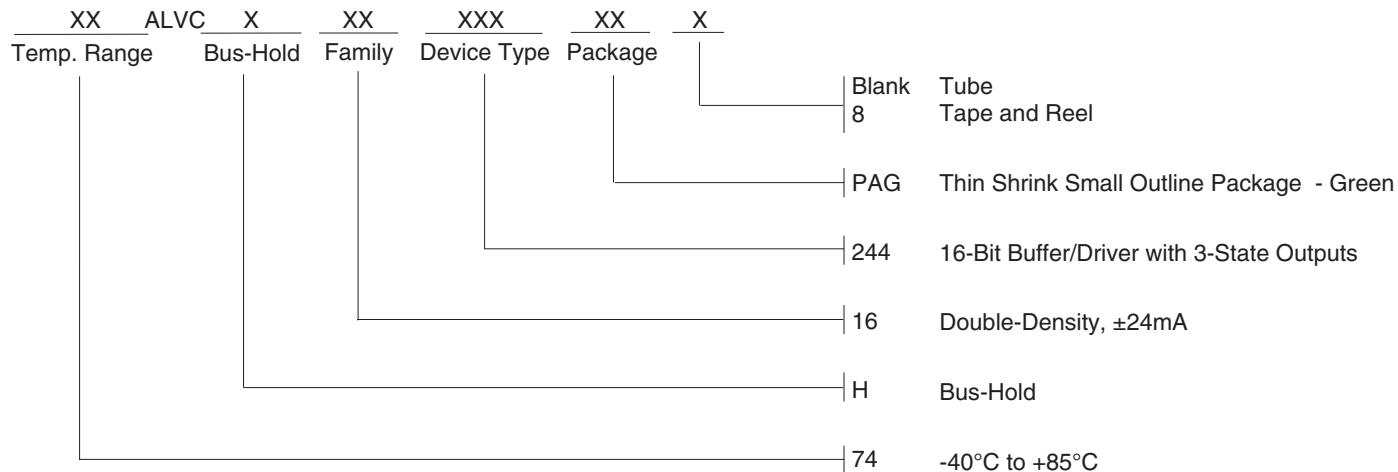 XX ALVC X XX XXX XX X
Temp. Range Bus-Hold Family Device Type Package
Blank Tube
8 Tape and Reel
PAG Thin Shrink Small Outline Package - Green
244 16-Bit Buffer/Driver with 3-State Outputs
16 Double-Density, ±24mA
H Bus-Hold
74 -40°C to +85°C